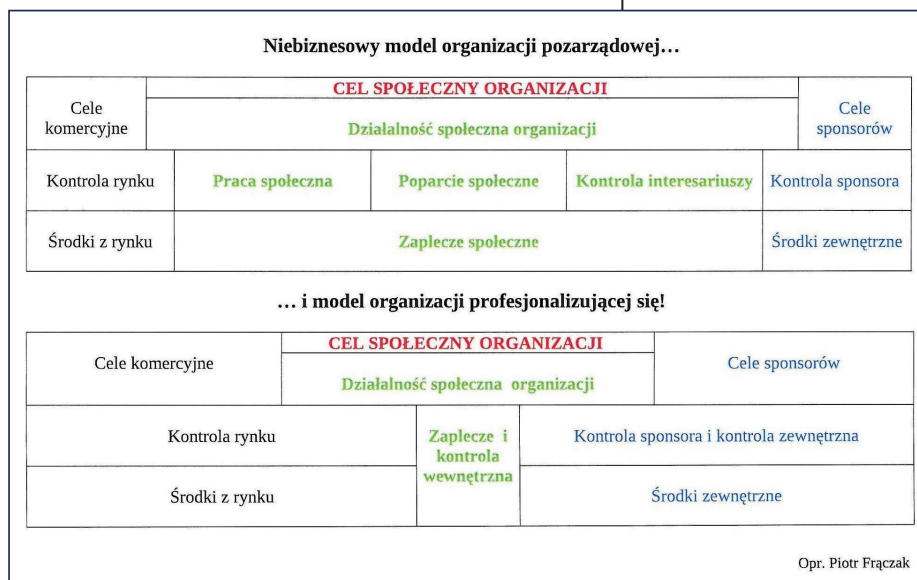 Niebiznesowy model organizacji pozarządowej…
CEL SPOŁECZNY ORGANIZACJI
Cele
komercyjne
Działalność społeczna organizacji
Cele
sponsorów
Kontrola rynku
Praca społeczna
Poparcie społeczne
Kontrola interesariuszy
Kontrola sponsora
Środki z rynku
Zaplecze społeczne
Środki zewnętrzne
… i model organizacji profesjonalizującej się!
Cele komercyjne
CEL SPOŁECZNY ORGANIZACJI
Działalność społeczna organizacji
Cele sponsorów
Kontrola rynku
Zaplecze i
kontrola
wewnętrzna
Kontrola sponsora i kontrola zewnętrzna
Środki z rynku
Środki zewnętrzne
Opr. Piotr Frączak